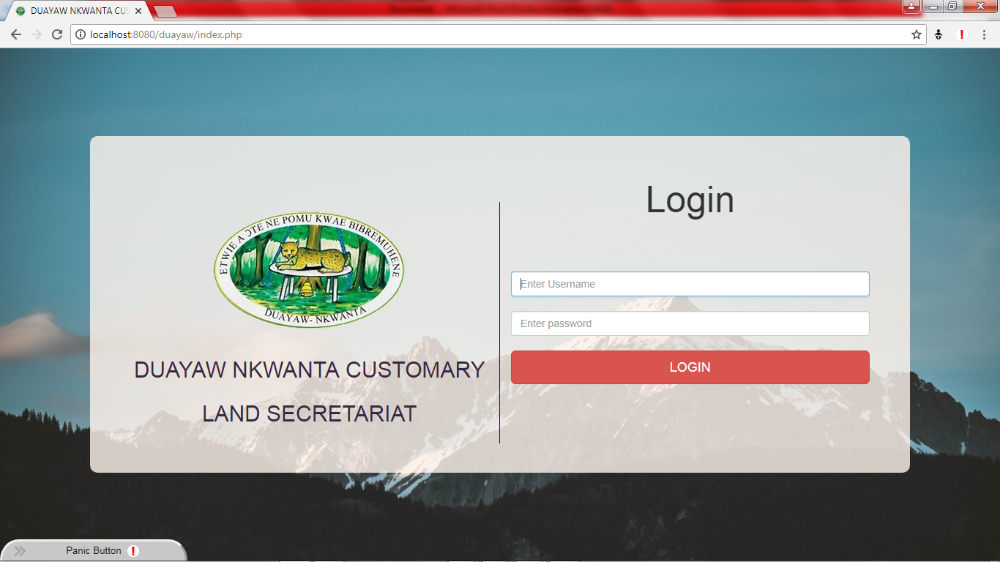 DUAYAW NKWANTA CUS
localhost:8080/duayaw/index.php
Login
ETWIE A ƆTE NE POMU KWAE BIBREMUHENE
DUAYAW- NKWANTA
Enter Username
Enter password
LOGIN
DUAYAW NKWANTA CUSTOMARY
LAND SECRETARIAT
Panic Button